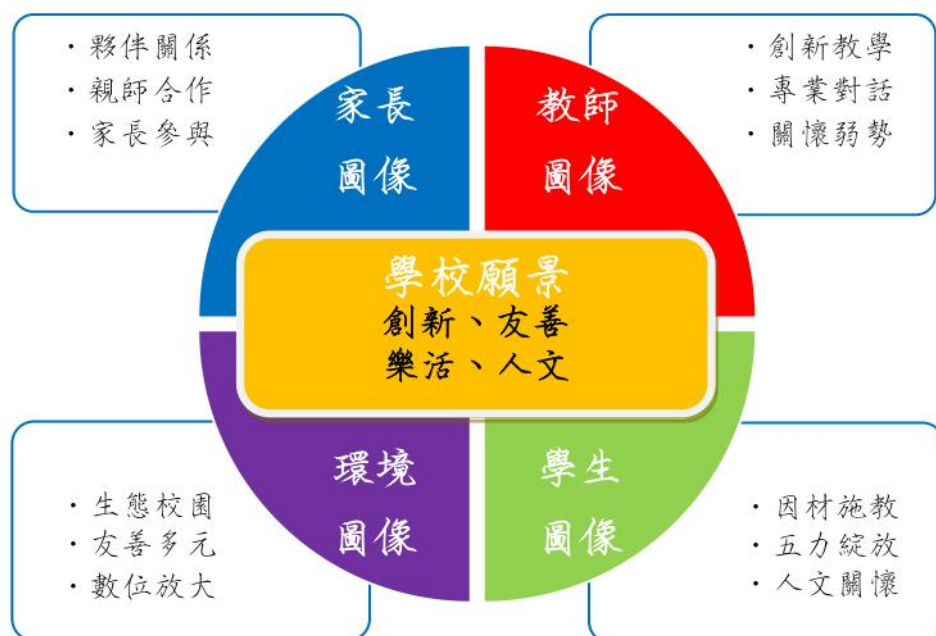 ・夥伴關係
・親師合作
・家長參與
家長
圖像
教師
圖像
・創新教學
・專業對話
・關懷弱勢
學校願景
創新、友善
樂活、人文
・生態校園
・友善多元
・數位放大
環境
圖像
學生
圖像
・因材施教
・五力綻放
・人文關懷